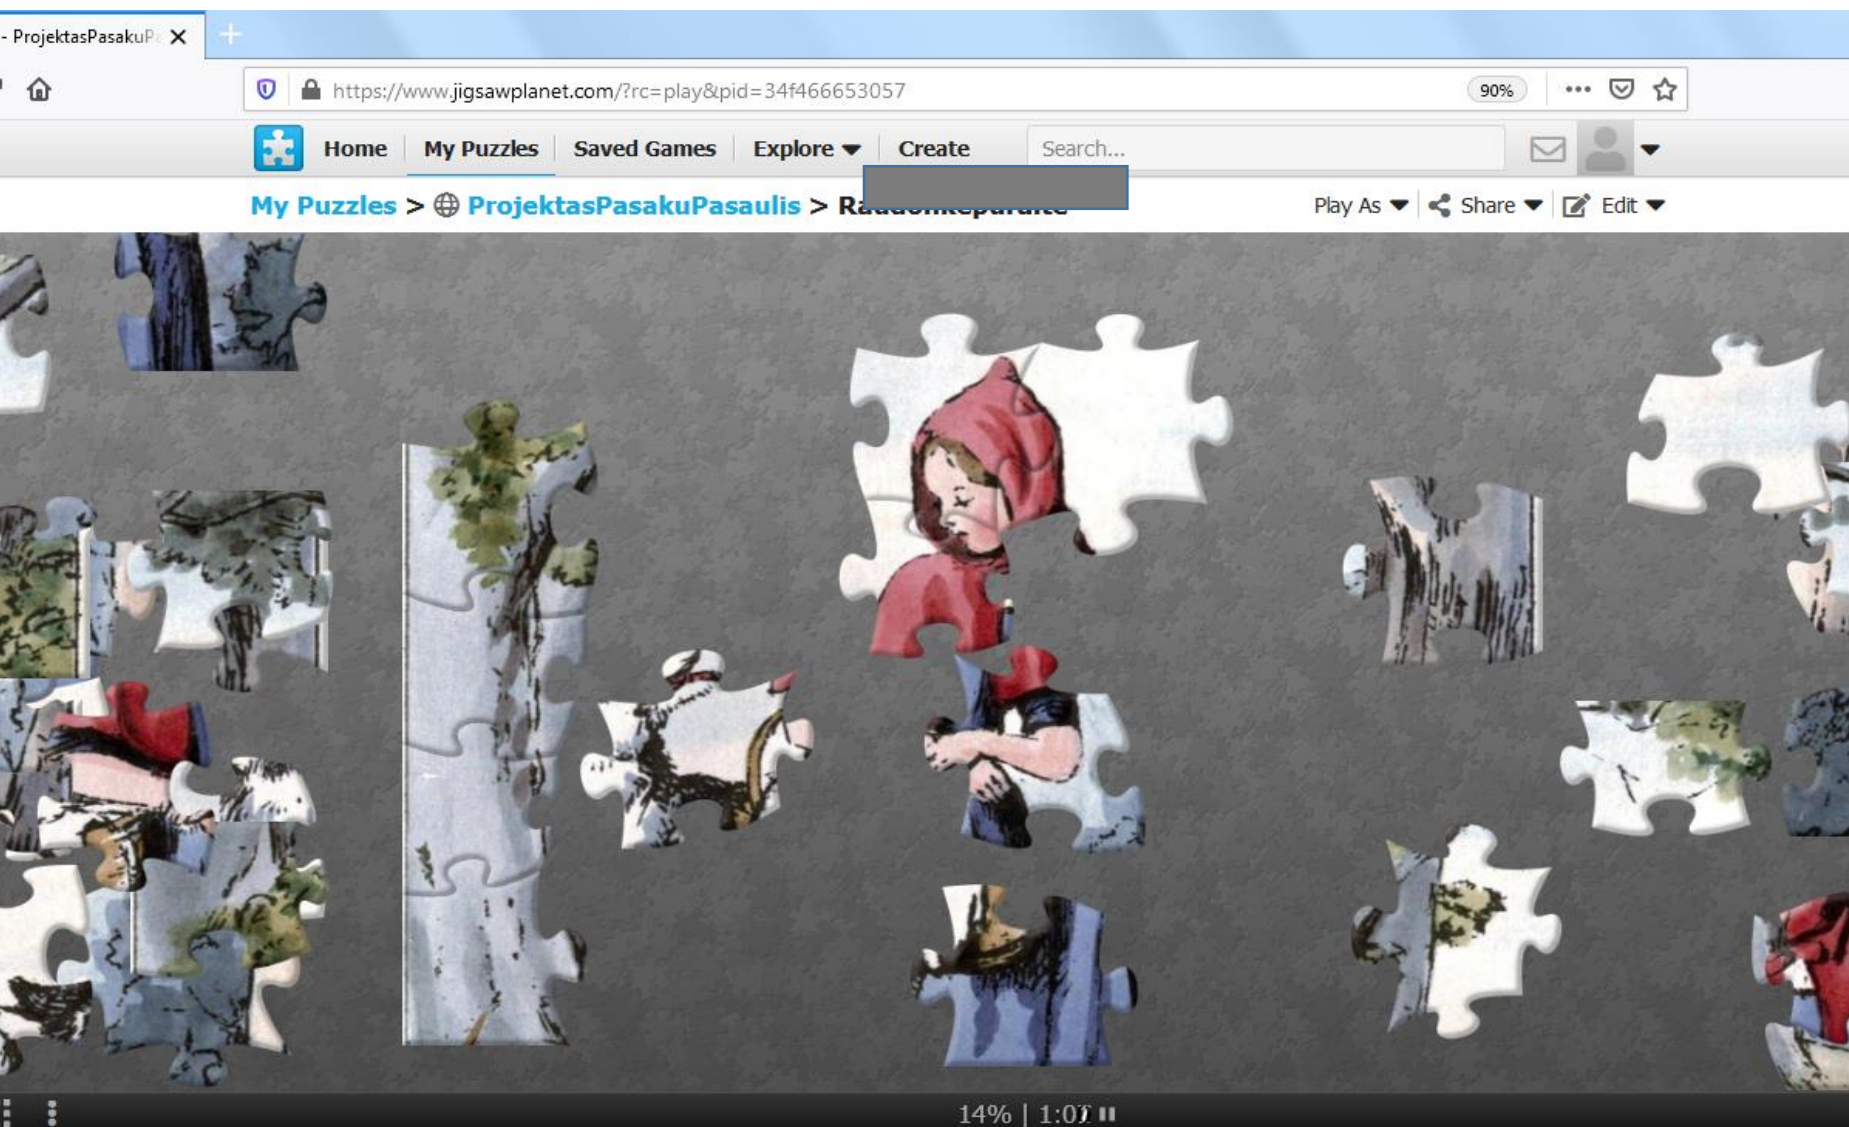 - ProjektasPasakuP
https://www.jigsawplanet.com/?rc=play&pid=34f466653057
90%
Home My Puzzles Saved Games Explore Create Search...
My Puzzles > ProjektasPasakuPasaulis >
Play As Share Edit
14% | 1:07